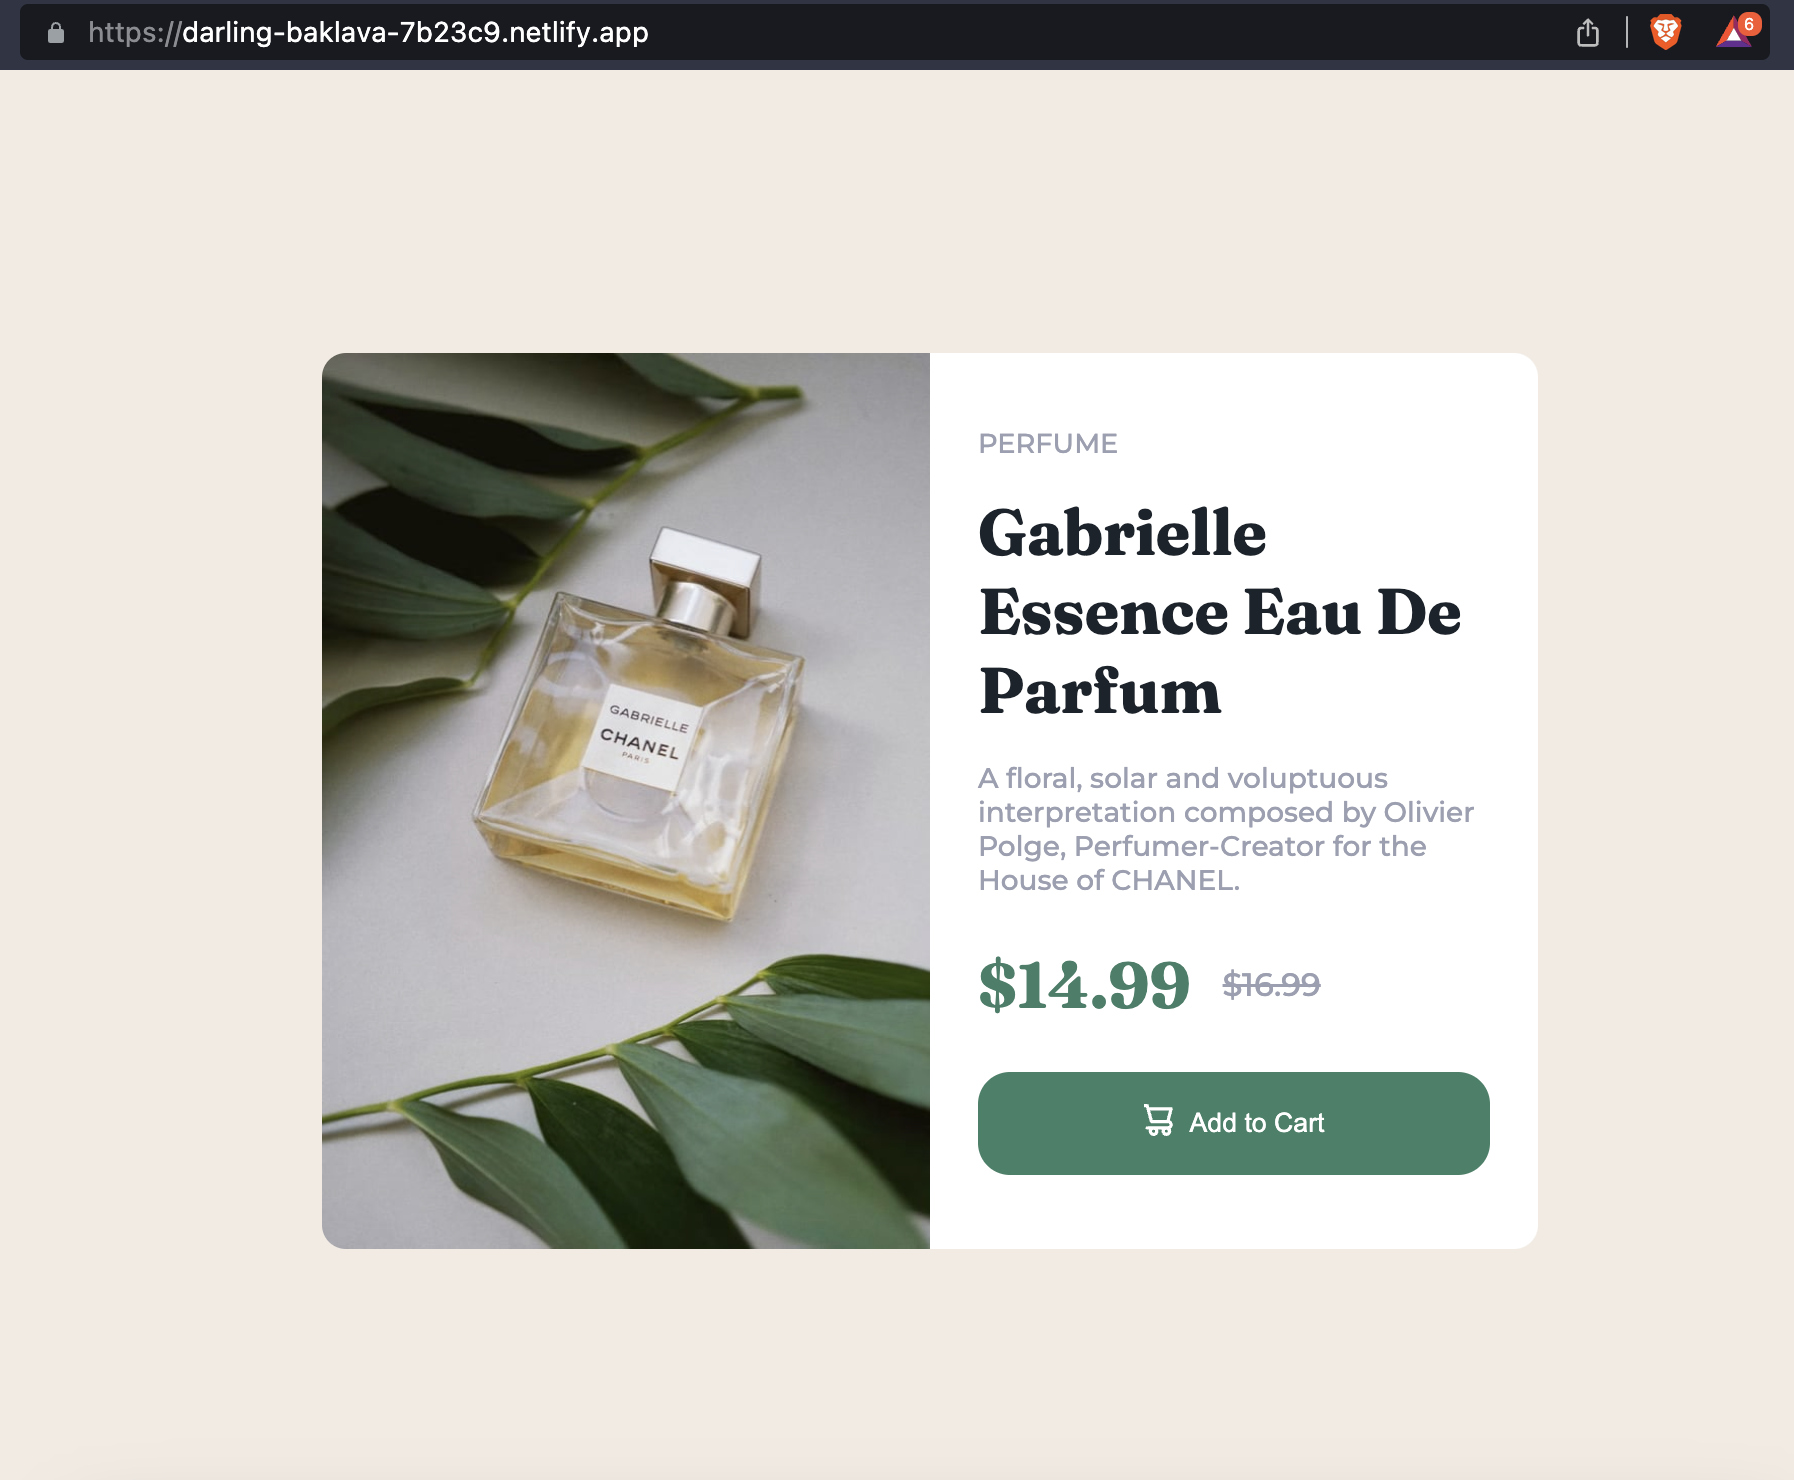 https://darling-baklava-7b23c9.netlify.app
6
GABRIELLE
CHANEL
PARIS
PERFUME
Gabrielle
Essence Eau De
Parfum
A floral, solar and voluptuous
interpretation composed by Olivier
Polge, Perfumer-Creator for the
House of CHANEL.
$14.99 $16.99
Add to Cart